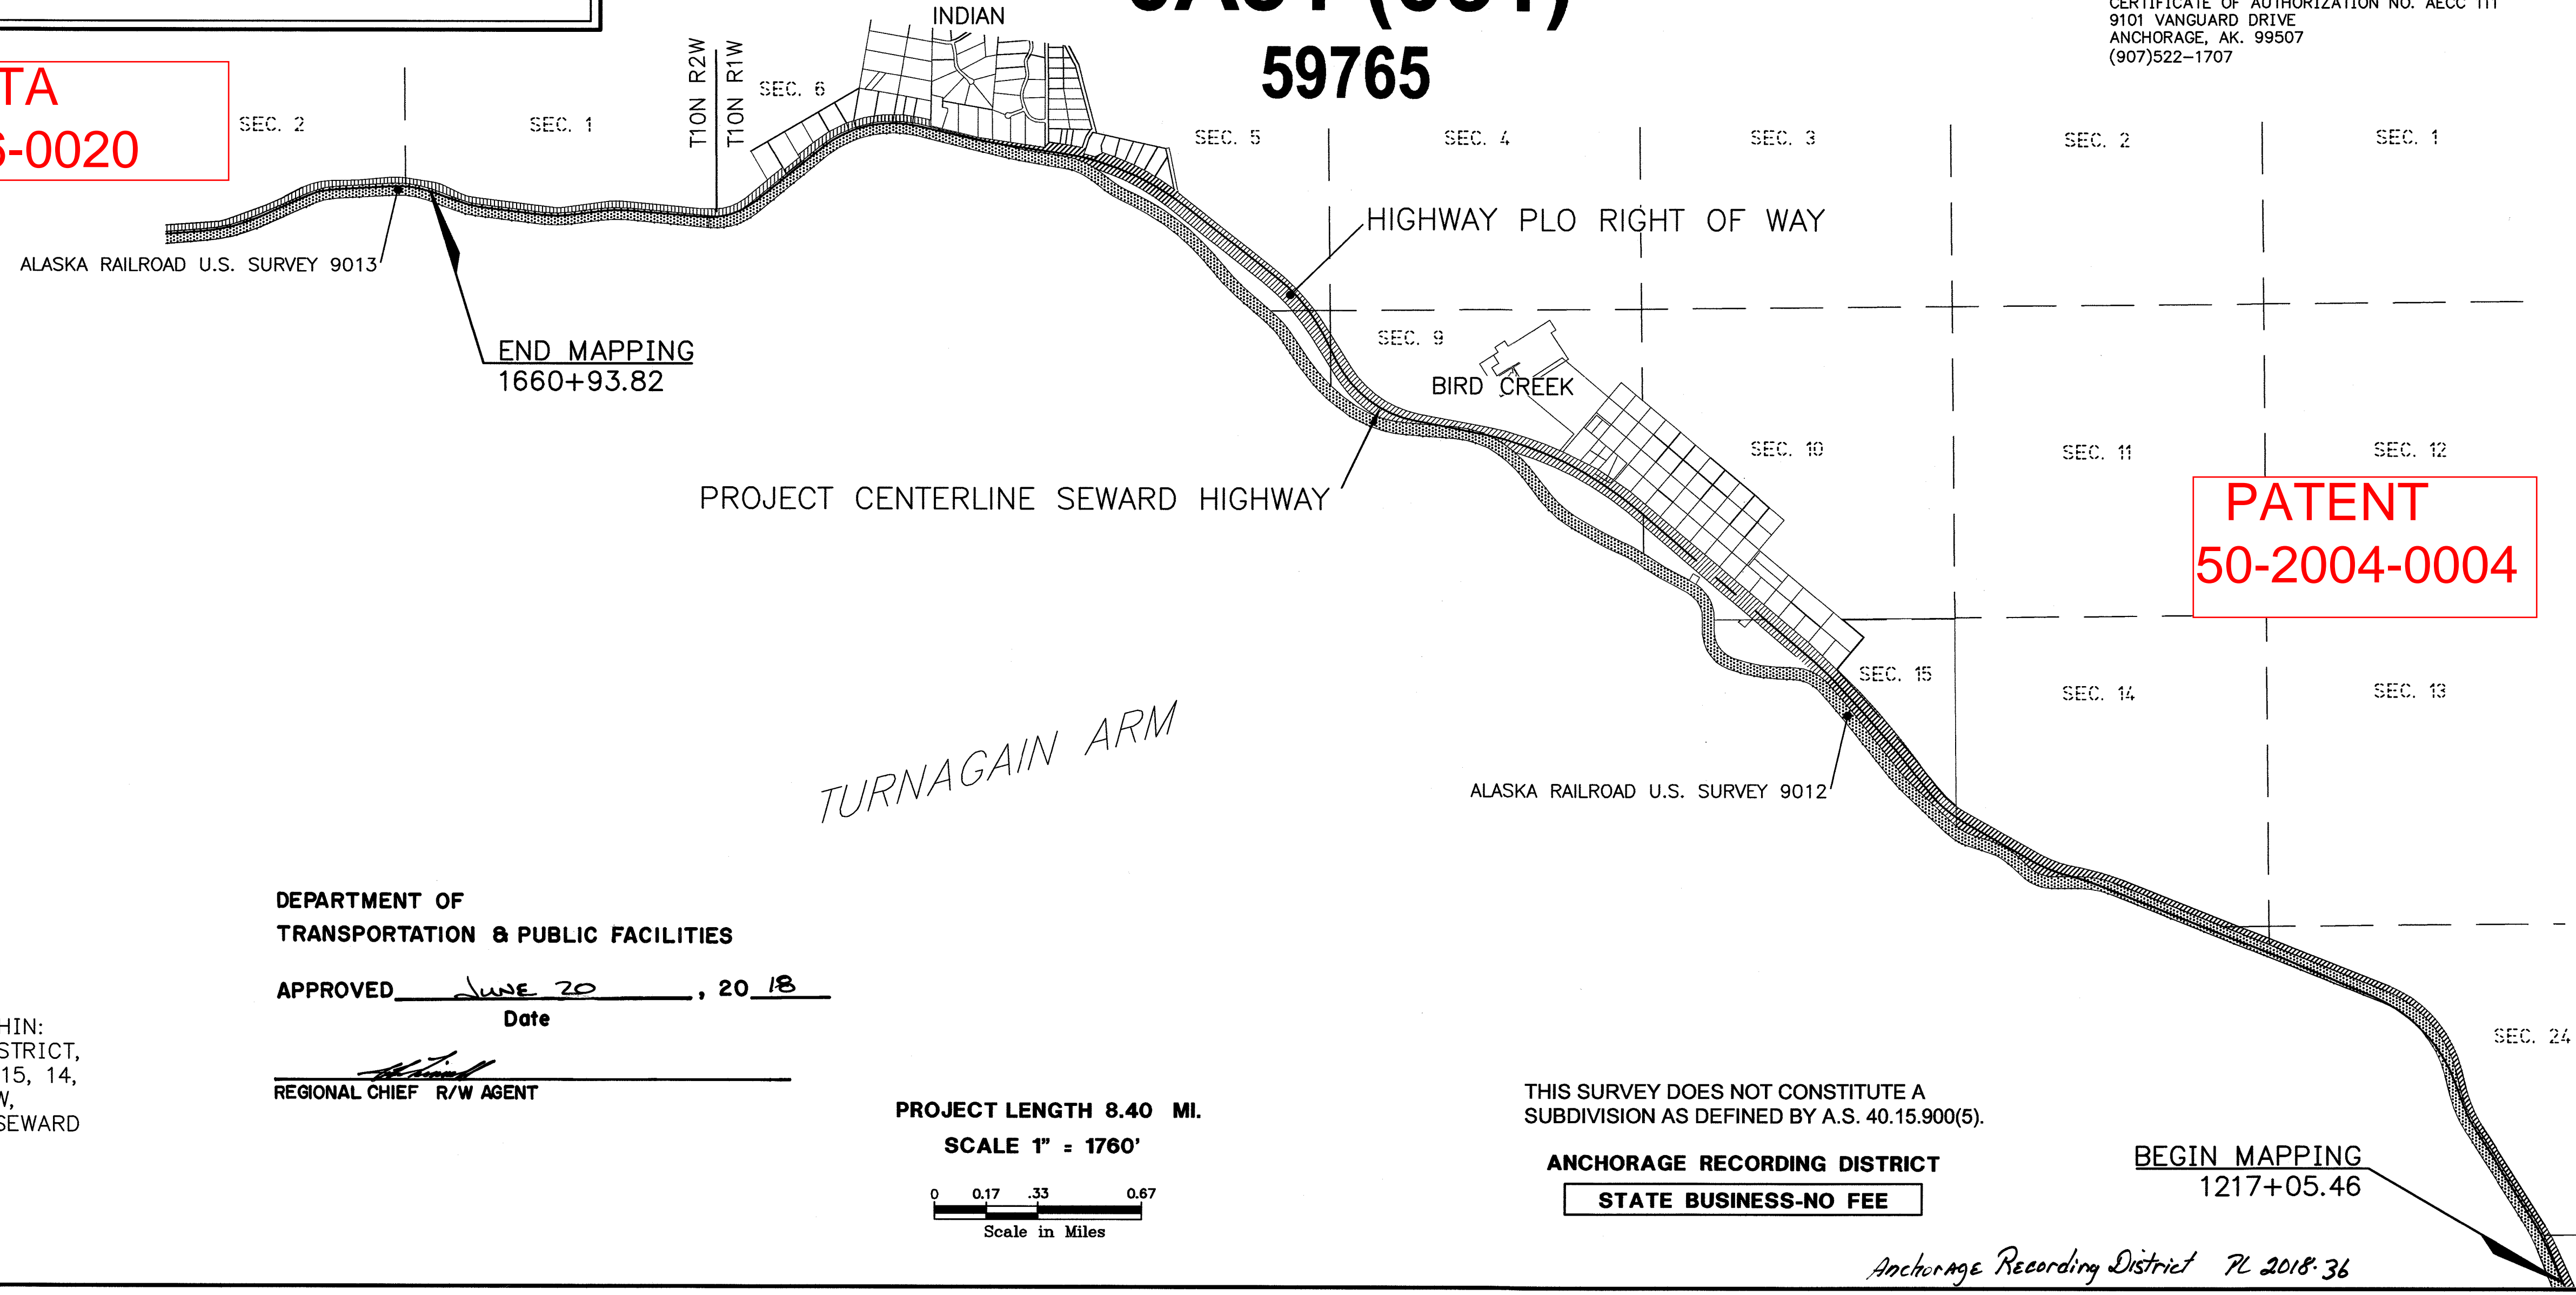 INDIAN
59765
9101 VANGUARD DRIVE
ANCHORAGE, AK. 99507
(907)522-1707
TA
-0020
SEC. 2
SEC. 1
T10N R2W
T10N R1W
SEC. 6
SEC. 5
SEC. 4
SEC. 3
SEC. 2
SEC. 1
HIGHWAY PLO RIGHT OF WAY
ALASKA RAILROAD U.S. SURVEY 9013
END MAPPING
1660+93.82
SEC. 9
BIRD CREEK
SEC. 10
SEC. 11
SEC. 12
PROJECT CENTERLINE SEWARD HIGHWAY
PATENT
50-2004-0004
SEC. 15
SEC. 14
SEC. 13
TURNAGAIN ARM
ALASKA RAILROAD U.S. SURVEY 9012
DEPARTMENT OF
TRANSPORTATION & PUBLIC FACILITIES
APPROVED JUNE 20, 20 18
Date
REGIONAL CHIEF R/W AGENT
HIN:
STRICT,
15, 14,
W,
SEWARD
SEC. 24
PROJECT LENGTH 8.40 MI.
SCALE 1" = 1760'
0 0.17 .33 0.67
Scale in Miles
THIS SURVEY DOES NOT CONSTITUTE A
SUBDIVISION AS DEFINED BY A.S. 40.15.900(5).
ANCHORAGE RECORDING DISTRICT
STATE BUSINESS-NO FEE
BEGIN MAPPING
1217+05.46
Anchorage Recording District PL 2018-36